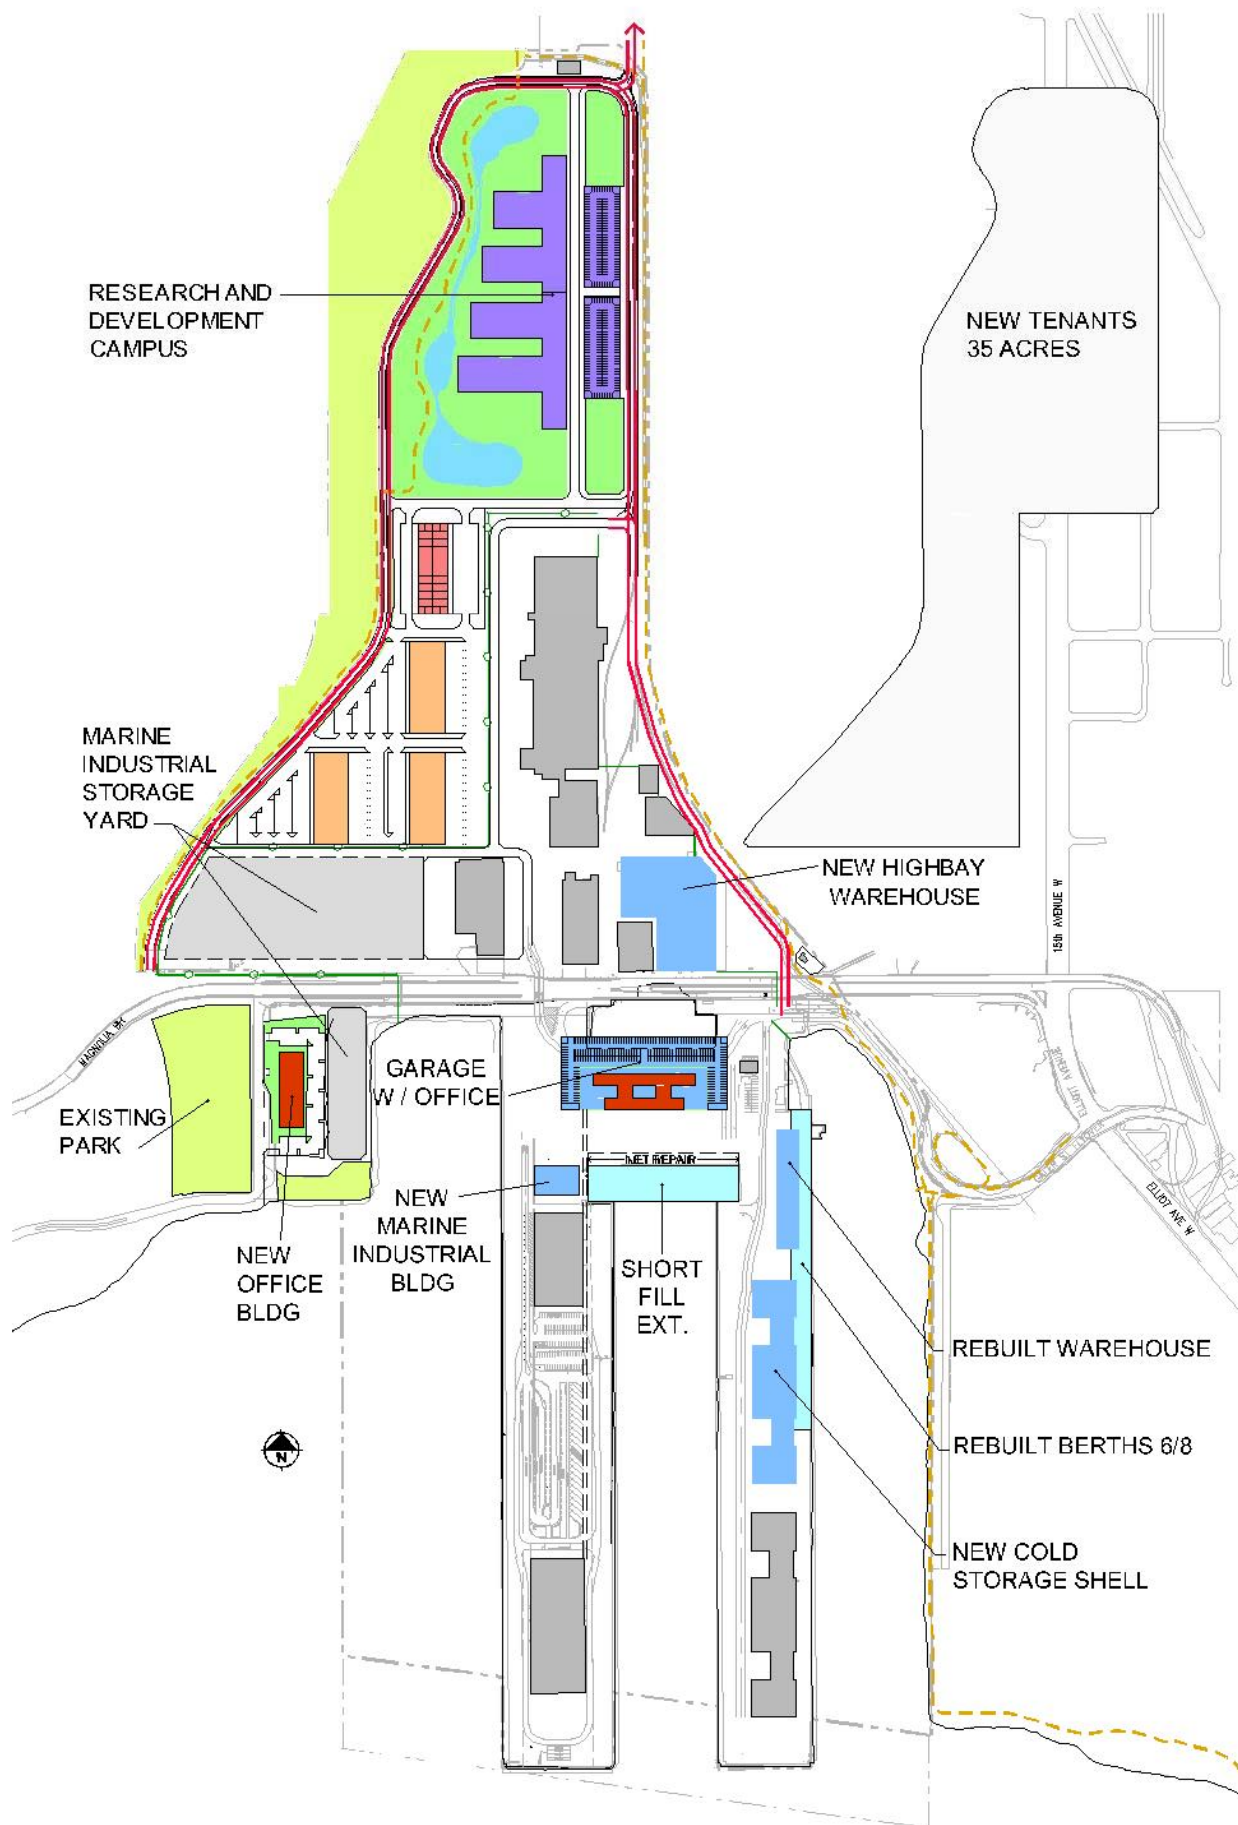 RESEARCH AND
DEVELOPMENT
CAMPUS
NEW TENANTS
35 ACRES
MARINE
INDUSTRIAL
STORAGE
YARD
NEW HIGHBAY
WAREHOUSE
15th AVENUE W
MAGNOLIA BR
GARAGE
W / OFFICE
EXISTING
PARK
ELLIOTT AVENUE
NET REPAIR
ELLIOT AVE W
NEW
MARINE
INDUSTRIAL
BLDG
NEW
OFFICE
BLDG
SHORT
FILL
EXT.
REBUILT WAREHOUSE
REBUILT BERTHS 6/8
N
NEW COLD
STORAGE SHELL